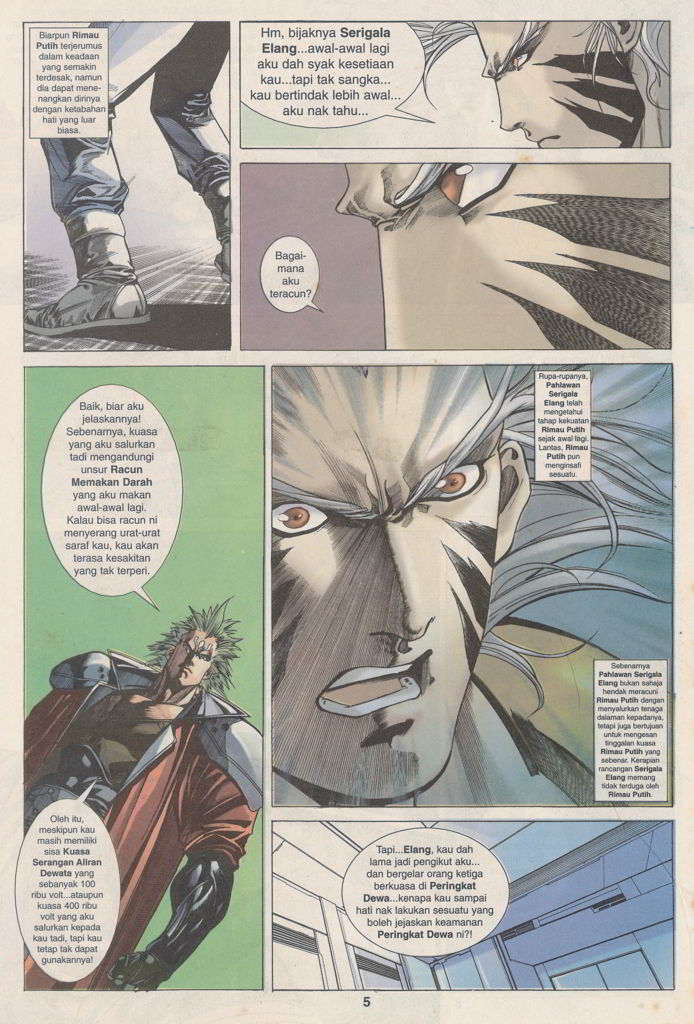 Biarpun Rimau
Putih terjerumus
dalam keadaan
yang semakin
terdesak, namun
dia dapat mene-
nangkan dirinya
dengan ketabahan
hati yang luar
biasa.
Hm, bijaknya Serigala
Elang...awal-awal lagi
aku dah syak kesetiaan
kau...tapi tak sangka...
kau bertindak lebih awal...
aku nak tahu...
Bagai-
mana
aku
teracun?
Baik, biar aku
jelaskannya!
Sebenarnya, kuasa
yang aku salurkan
tadi mengandungi
unsur Racun
Memakan Darah
yang aku makan
awal-awal lagi.
Kalau bisa racun ni
menyerang urat-urat
saraf kau, kau akan
terasa kesakitan
yang tak terperi.
Oleh itu,
meskipun kau
masih memiliki
sisa Kuasa
Serangan Aliran
Dewata yang
sebanyak 100
ribu volt...ataupun
kuasa 400 ribu
volt yang aku
salurkan kepada
kau tadi, tapi kau
tetap tak dapat
gunakannya!
Rupa-rupanya,
Pahlawan
Serigala
Elang telah
mengetahui
tahap kekuatan
Rimau Putih
sejak awal lagi.
Lantas, Rimau
Putih pun
menginsafi
sesuatu.
Sebenarnya
Pahlawan Serigala
Elang bukan sahaja
hendak meracuni
Rimau Putih dengan
menyalurkan tenaga
dalaman kepadanya,
tetapi juga bertujuan
untuk mengesan
tinggalan kuasa
Rimau Putih yang
sebenar. Kerapian
rancangan Serigala
Elang memang
tidak terduga oleh
Rimau Putih.
Tapi...Elang, kau dah
lama jadi pengikut aku...
dan bergelar orang ketiga
berkuasa di Peringkat
Dewa...kenapa kau sampai
hati nak lakukan sesuatu yang
boleh jejaskan keamanan
Peringkat Dewa ni?!
5